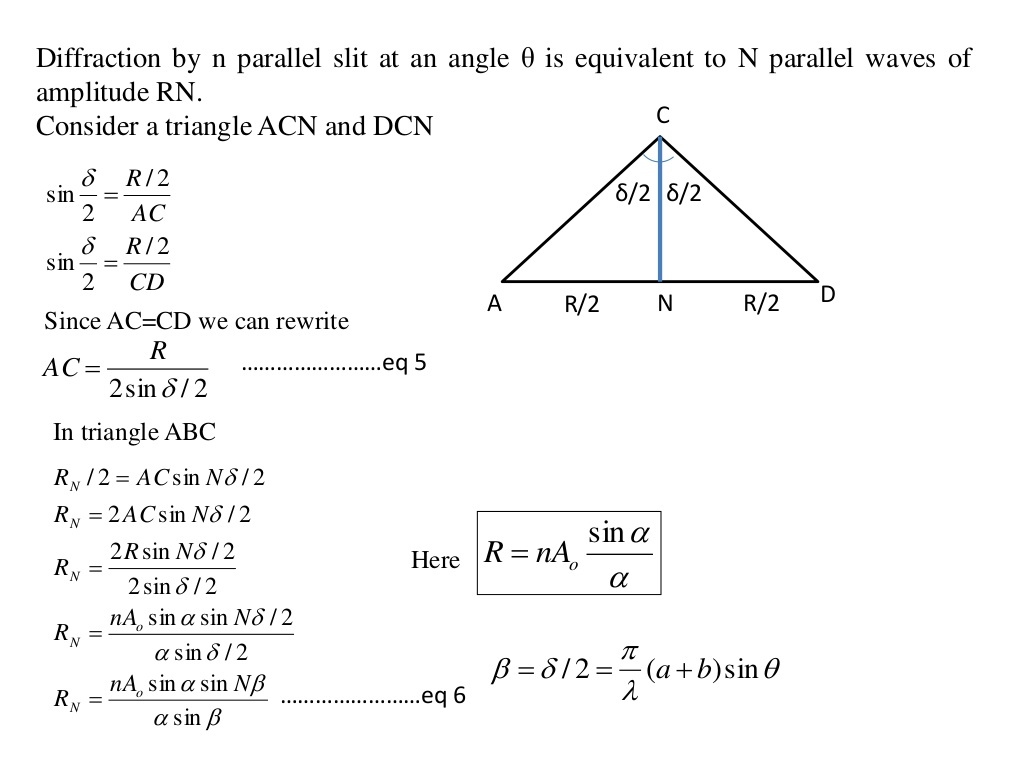 Diffraction by n parallel slit at an angle θ is equivalent to N parallel waves of
amplitude RN.
Consider a triangle ACN and DCN
sin δ/2 = (R/2)/AC
sin δ/2 = (R/2)/CD
C
δ/2 δ/2
A R/2 N R/2 D
Since AC=CD we can rewrite
AC = R/(2 sin δ/2) ........................eq 5
In triangle ABC
R_N / 2 = AC sin Nδ/2
R_N = 2AC sin Nδ/2
R_N = (2R sin Nδ/2)/(2 sin δ/2)
Here R = nA_o (sin α)/α
R_N = (nA_o sin α sin Nδ/2)/(α sin δ/2)
R_N = (nA_o sin α sin Nβ)/(α sin β) ........................eq 6
β = δ/2 = π/λ (a+b) sin θ